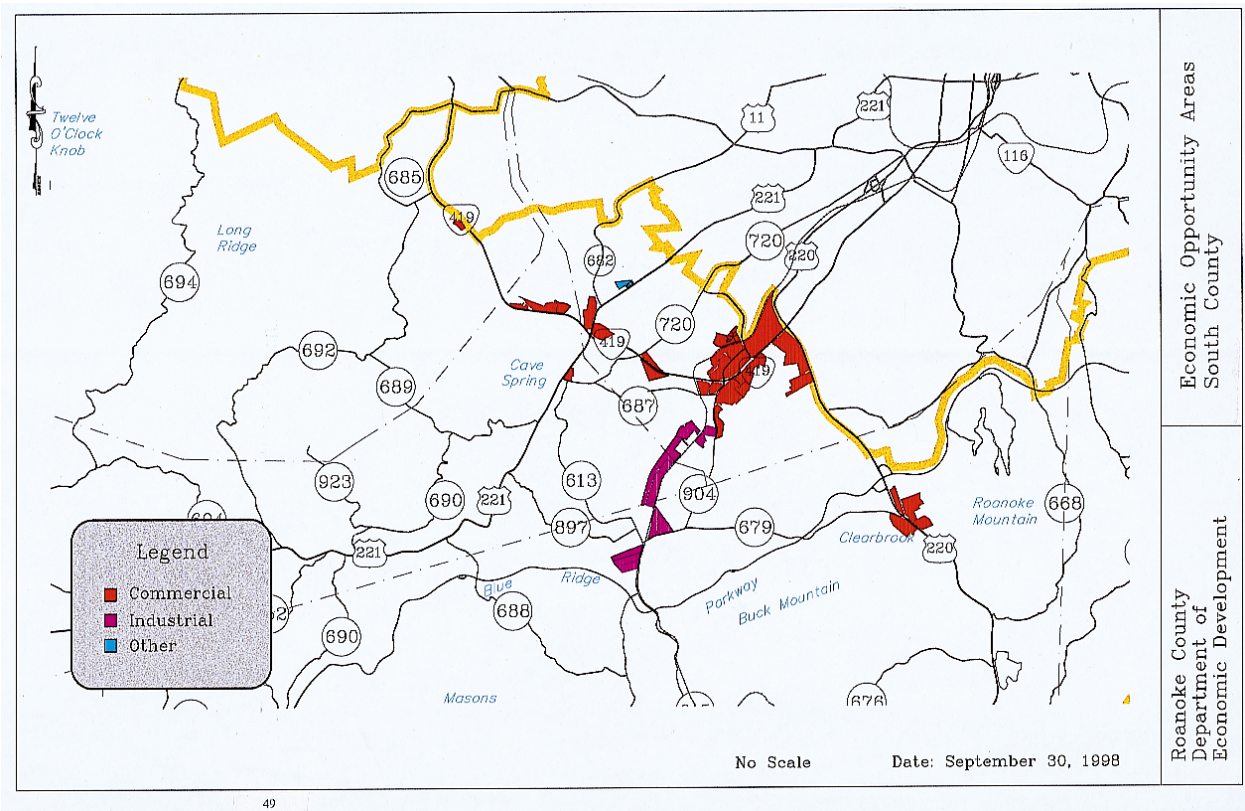 Twelve
O'Clock
Knob
Long
Ridge
694
685
419
11
221
116
221
720
220
682
720
419
419
692
689
Cave
Spring
687
923
690
221
613
904
897
679
Clearbrook
220
Roanoke
Mountain
668
221
Blue
Ridge
Parkway
Buck Mountain
688
690
Masons
676
Legend
Commercial
Industrial
Other
No Scale
Date: September 30, 1998
Economic Opportunity Areas
South County
Roanoke County
Department of
Economic Development
49